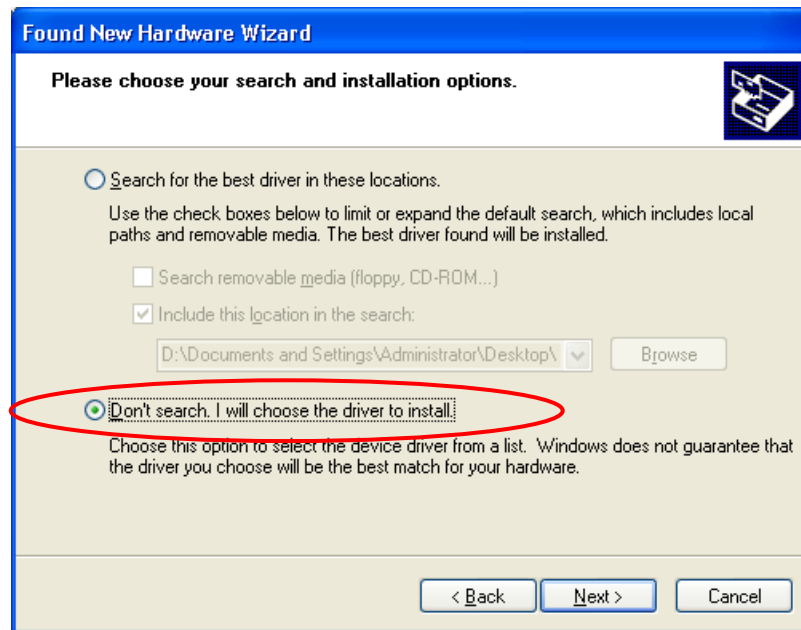 Found New Hardware Wizard
Please choose your search and installation options.
Search for the best driver in these locations.
Use the check boxes below to limit or expand the default search, which includes local
paths and removable media. The best driver found will be installed.
Search removable media (floppy, CD-ROM...)
Include this location in the search:
D:\Documents and Settings\Administrator\Desktop\
Browse
Don't search. I will choose the driver to install.
Choose this option to select the device driver from a list. Windows does not guarantee that
the driver you choose will be the best match for your hardware.
< Back Next > Cancel